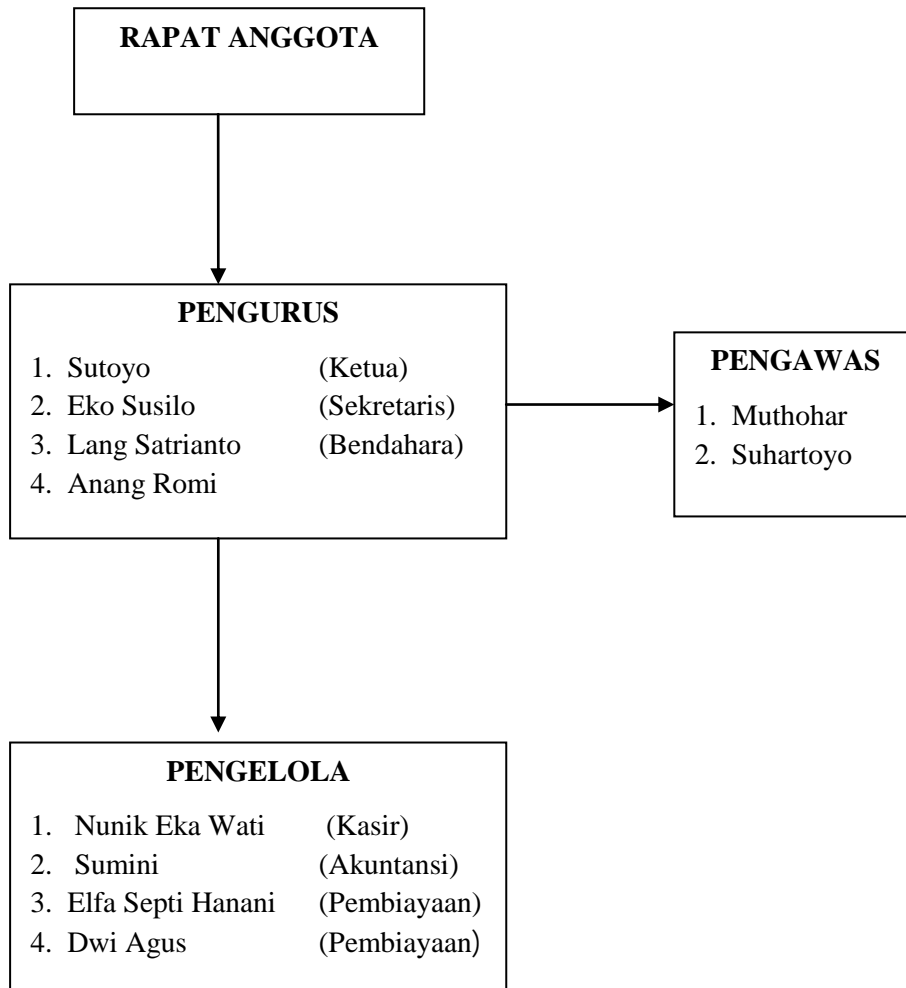 RAPAT ANGGOTA
PENGURUS
1. Sutoyo (Ketua)
2. Eko Susilo (Sekretaris)
3. Lang Satrianto (Bendahara)
4. Anang Romi
PENGAWAS
1. Muthohar
2. Suhartoyo
PENGELOLA
1. Nunik Eka Wati (Kasir)
2. Sumini (Akuntansi)
3. Elfa Septi Hanani (Pembiayaan)
4. Dwi Agus (Pembiayaan)